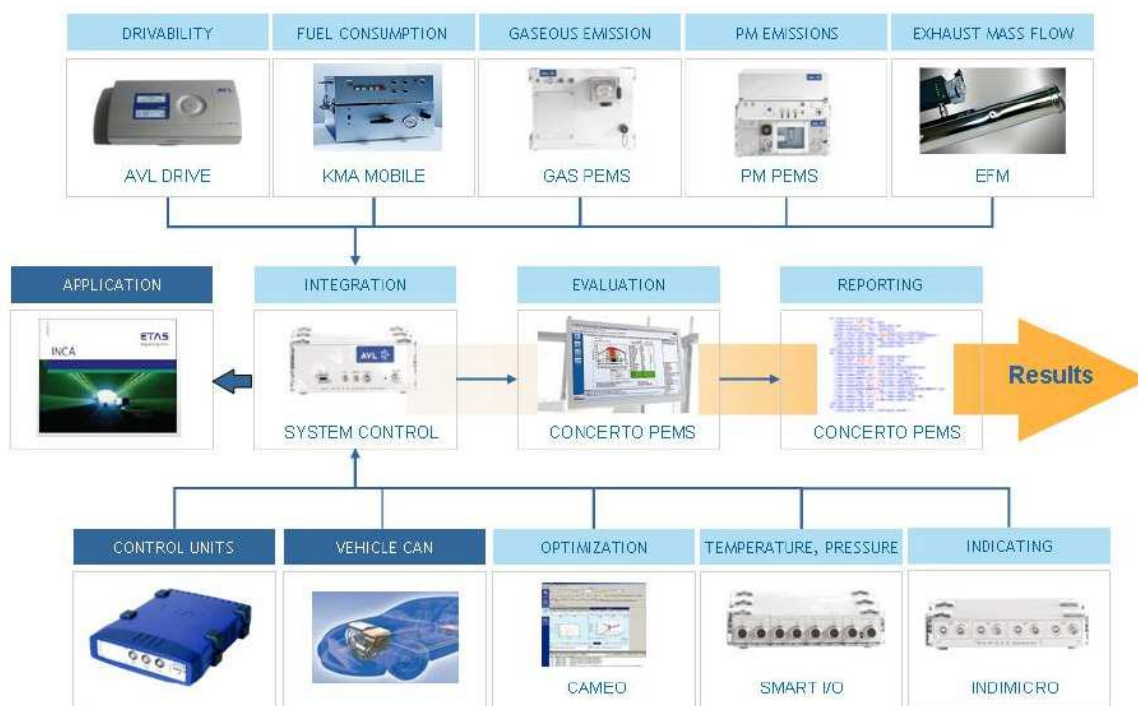 DRIVABILITY
FUEL CONSUMPTION
GASEOUS EMISSION
PM EMISSIONS
EXHAUST MASS FLOW
AVL DRIVE
KMA MOBILE
GAS PEMS
PM PEMS
EFM
APPLICATION
INTEGRATION
EVALUATION
REPORTING
ETAS
INCA
AVL
Results
SYSTEM CONTROL
CONCERTO PEMS
CONCERTO PEMS
CONTROL UNITS
VEHICLE CAN
OPTIMIZATION
TEMPERATURE, PRESSURE
INDICATING
CAMEO
SMART I/O
INDIMICRO